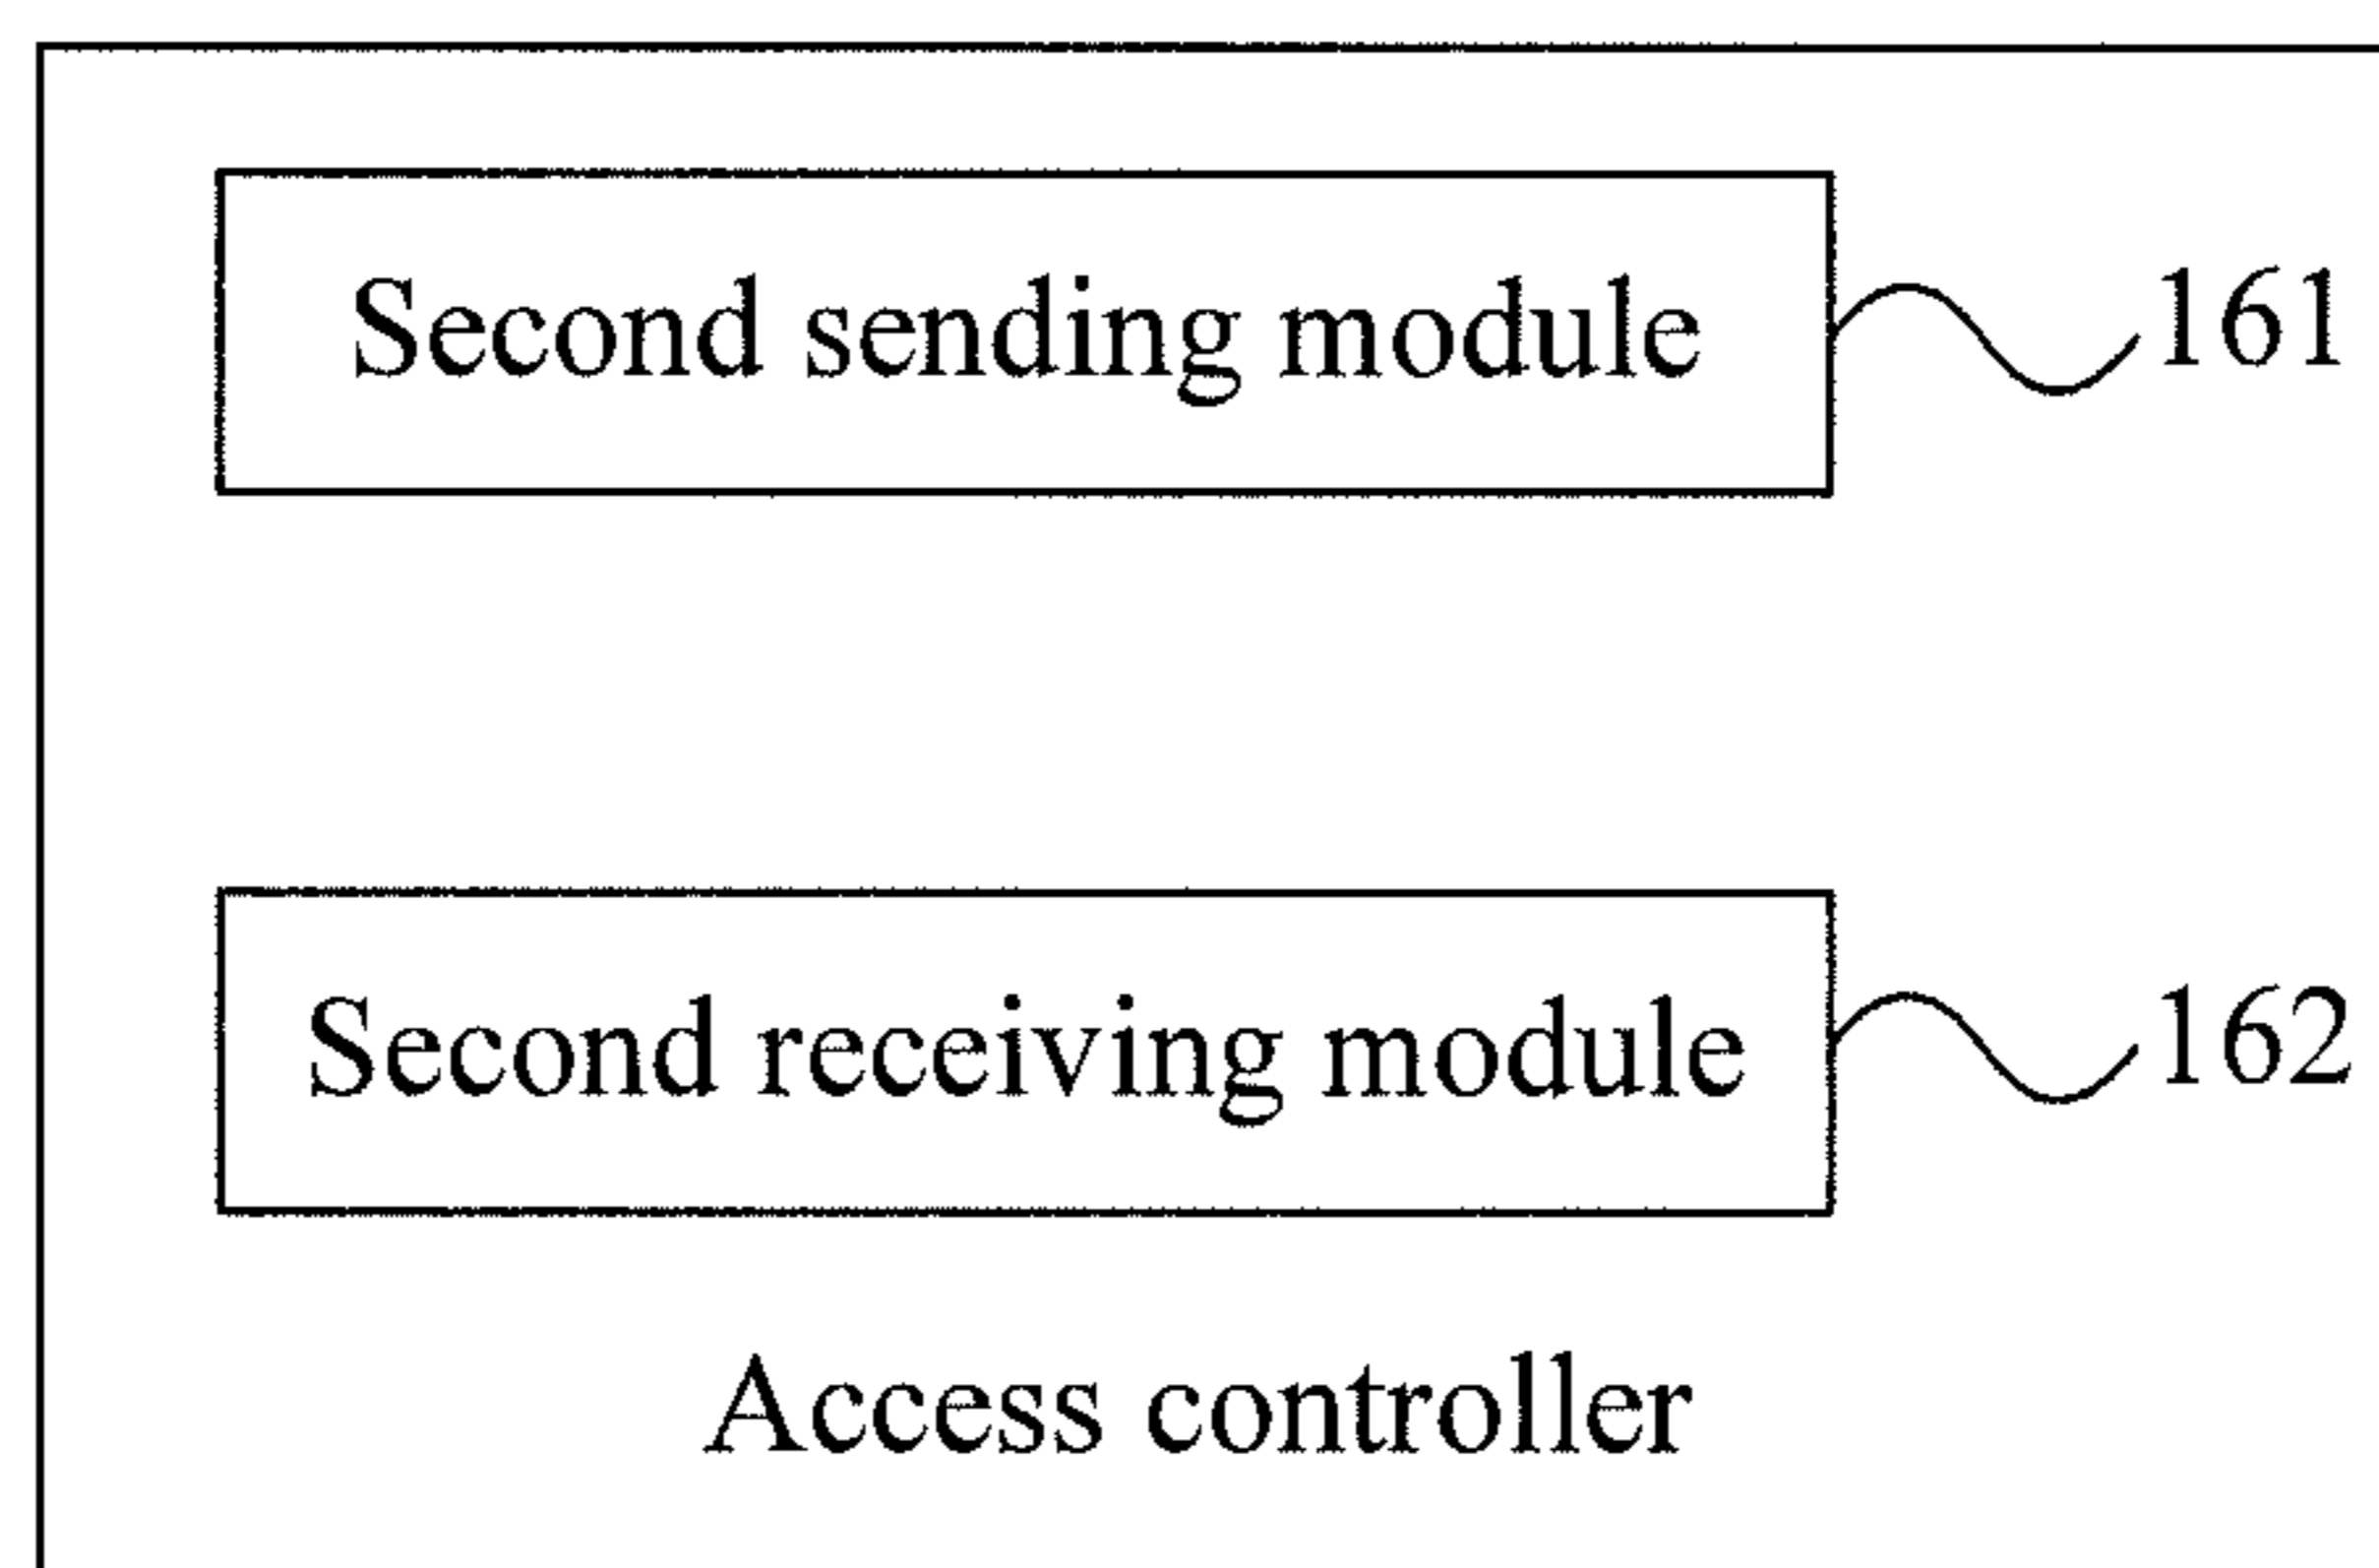 Second sending module 161
Second receiving module 162
Access controller